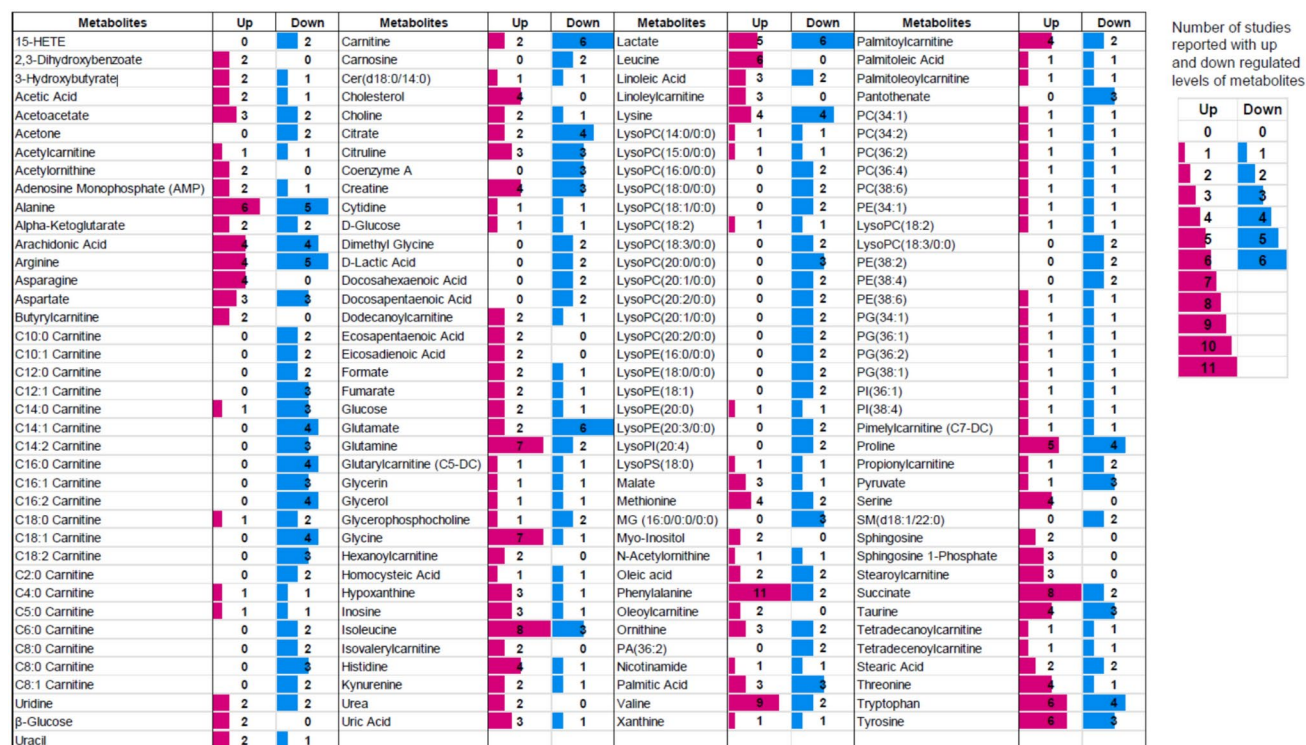 Metabolites Up Down Metabolites Up Down Metabolites Up Down Metabolites Up Down
15-HETE 0 2 Carnitine 2 6 Lactate 5 6 Palmitoylcarnitine 4 2
2,3-Dihydroxybenzoate 2 0 Carnosine 0 2 Leucine 6 0 Palmitoleic Acid 1 1
3-Hydroxybutyrate 2 1 Cer(d18:0/14:0) 1 1 Linoleic Acid 3 2 Palmitoleoylcarnitine 1 1
Acetic Acid 2 1 Cholesterol 4 0 Linoleylcarnitine 3 0 Pantothenate 0 3
Acetoacetate 3 2 Choline 2 1 Lysine 4 4 PC(34:1) 1 1
Acetone 0 2 Citrate 2 4 LysoPC(14:0/0:0) 1 1 PC(34:2) 1 1
Acetylcarnitine 1 1 Citruline 3 3 LysoPC(15:0/0:0) 1 1 PC(36:2) 1 1
Acetylornithine 2 0 Coenzyme A 0 3 LysoPC(16:0/0:0) 0 2 PC(36:4) 1 1
Adenosine Monophosphate (AMP) 2 1 Creatine 4 3 LysoPC(18:0/0:0) 0 2 PC(38:6) 1 1
Alanine 6 5 Cytidine 1 1 LysoPC(18:1/0:0) 0 2 PE(34:1) 1 1
Alpha-Ketoglutarate 2 2 D-Glucose 1 1 LysoPC(18:2) 1 1 LysoPC(18:2) 1 1
Arachidonic Acid 4 4 Dimethyl Glycine 0 2 LysoPC(18:3/0:0) 0 2 LysoPC(18:3/0:0) 0 2
Arginine 4 5 D-Lactic Acid 0 2 LysoPC(20:0/0:0) 0 3 PE(38:2) 0 2
Asparagine 4 0 Docosahexaenoic Acid 0 2 LysoPC(20:1/0:0) 0 2 PE(38:4) 0 2
Aspartate 3 3 Docosapentaenoic Acid 0 2 LysoPC(20:2/0:0) 0 2 PE(38:6) 1 1
Butyrylcarnitine 2 0 Dodecanoylcarnitine 2 1 LysoPC(20:1/0:0) 0 2 PG(34:1) 1 1
C10:0 Carnitine 0 2 Ecosapentaenoic Acid 2 0 LysoPC(20:2/0:0) 0 2 PG(36:1) 1 1
C10:1 Carnitine 0 2 Eicosadienoic Acid 2 0 LysoPE(16:0/0:0) 0 2 PG(36:2) 1 1
C12:0 Carnitine 0 2 Formate 2 1 LysoPE(18:0/0:0) 0 2 PG(38:1) 1 1
C12:1 Carnitine 0 3 Fumarate 2 1 LysoPE(18:1) 0 2 PI(36:1) 1 1
C14:0 Carnitine 1 3 Glucose 2 1 LysoPE(20:0) 1 1 PI(38:4) 1 1
C14:1 Carnitine 0 4 Glutamate 2 6 LysoPE(20:3/0:0) 0 2 Pimelylcarnitine (C7-DC) 1 1
C14:2 Carnitine 0 3 Glutamine 7 2 LysoPI(20:4) 0 2 Proline 5 4
C16:0 Carnitine 0 4 Glutarylcarnitine (C5-DC) 1 1 LysoPS(18:0) 1 1 Propionylcarnitine 1 2
C16:1 Carnitine 0 3 Glycerin 1 1 Malate 3 1 Pyruvate 1 3
C16:2 Carnitine 0 4 Glycerol 1 1 Methionine 4 2 Serine 4 0
C18:0 Carnitine 1 2 Glycerophosphocholine 1 2 MG (16:0/0:0/0:0) 0 3 SM(d18:1/22:0) 0 2
C18:1 Carnitine 0 4 Glycine 7 1 Myo-Inositol 2 0 Sphingosine 2 0
C18:2 Carnitine 0 3 Hexanoylcarnitine 2 0 N-Acetylornithine 1 1 Sphingosine 1-Phosphate 3 0
C2:0 Carnitine 0 2 Homocysteic Acid 1 1 Oleic acid 2 2 Stearoylcarnitine 3 0
C4:0 Carnitine 1 1 Hypoxanthine 3 1 Phenylalanine 11 2 Succinate 8 2
C5:0 Carnitine 1 1 Inosine 3 1 Oleoylcarnitine 2 0 Taurine 4 3
C6:0 Carnitine 0 2 Isoleucine 8 3 Ornithine 3 2 Tetradecanoylcarnitine 1 1
C8:0 Carnitine 0 2 Isovalerylcarnitine 2 0 PA(36:2) 0 2 Tetradecenoylcarnitine 1 1
C8:0 Carnitine 0 3 Histidine 4 1 Nicotinamide 1 1 Stearic Acid 2 2
C8:1 Carnitine 0 2 Kynurenine 2 1 Palmitic Acid 3 3 Threonine 4 1
Uridine 2 2 Urea 2 0 Valine 9 2 Tryptophan 6 4
β-Glucose 2 0 Uric Acid 3 1 Xanthine 1 1 Tyrosine 6 3
Uracil 2 1
Number of studies
reported with up
and down regulated
levels of metabolites
Up Down
0 0
1 1
2 2
3 3
4 4
5 5
6 6
7
8
9
10
11